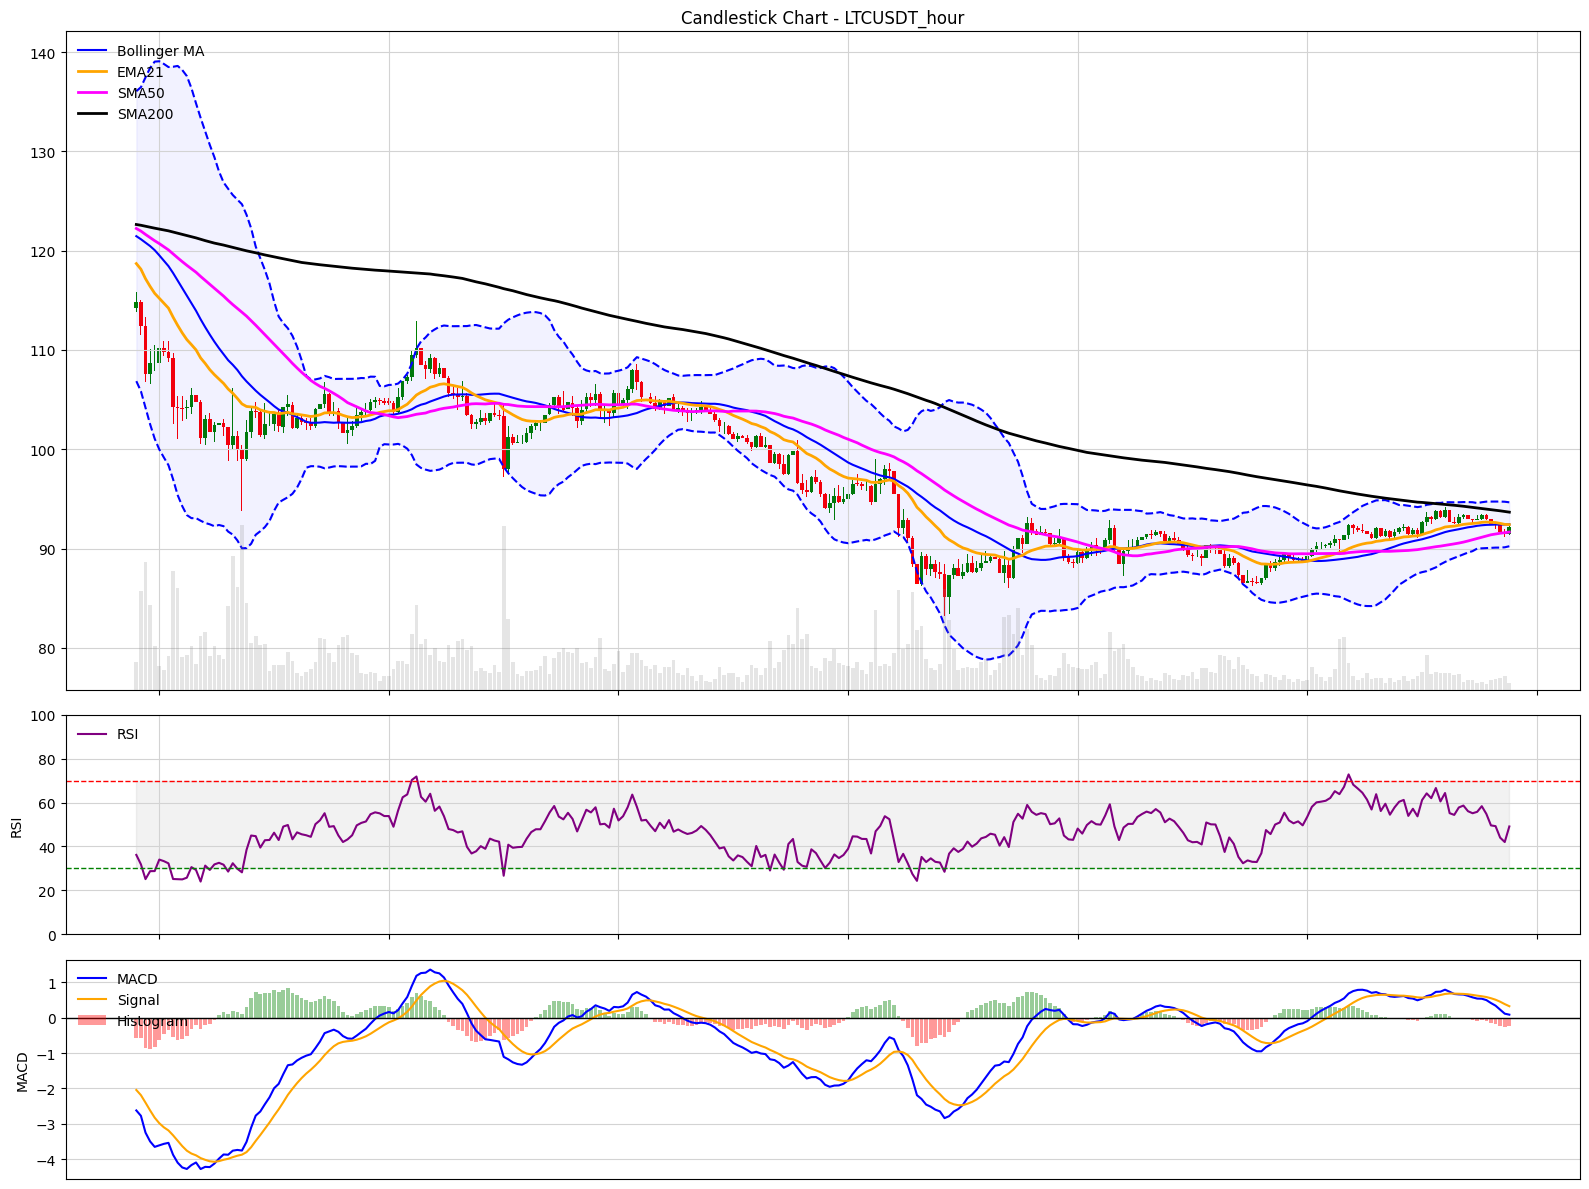 Candlestick Chart - LTCUSDT_hour
Bollinger MA
EMA21
SMA50
SMA200
140
130
120
110
100
90
80
RSI
100
80
60
40
20
0
RSI
MACD
Signal
Histogram
1
0
−1
−2
−3
−4
MACD